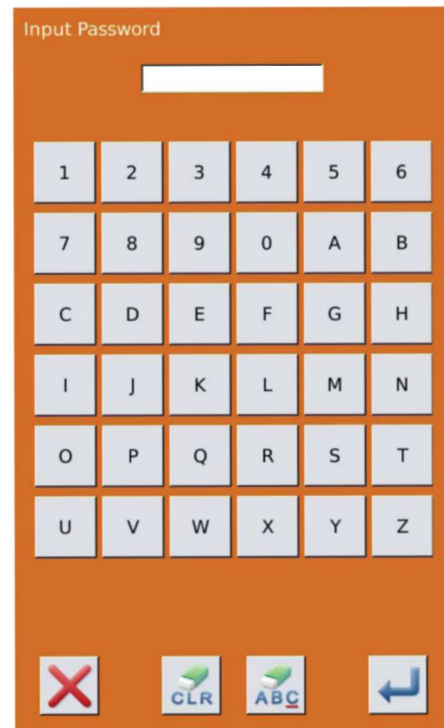 Input Password
1 2 3 4 5 6
7 8 9 0 A B
C D E F G H
I J K L M N
O P Q R S T
U V W X Y Z
CLR ABC